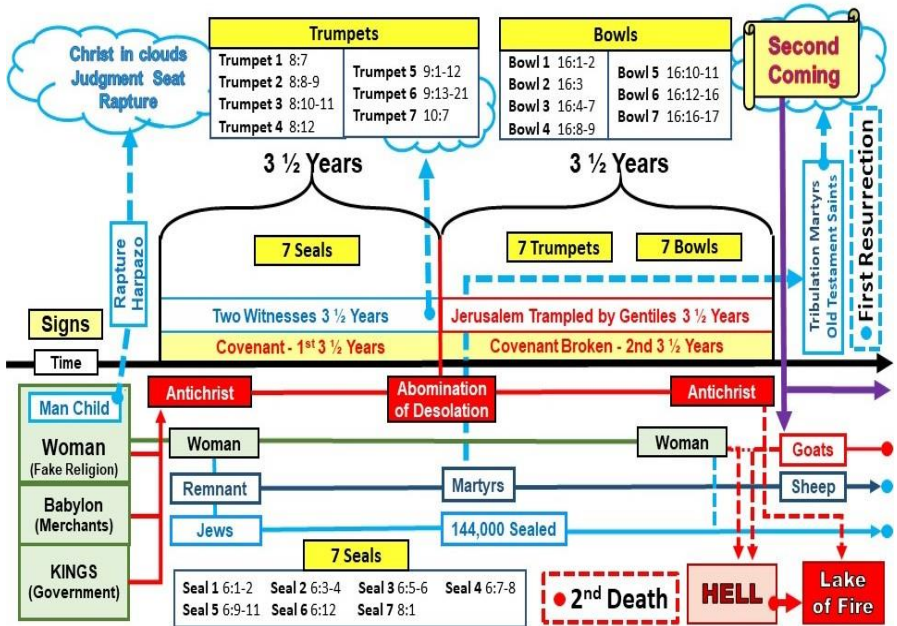 Christ in clouds
Judgment Seat
Rapture
Trumpets
Trumpet 1 8:7
Trumpet 2 8:8-9
Trumpet 3 8:10-11
Trumpet 4 8:12
Trumpet 5 9:1-12
Trumpet 6 9:13-21
Trumpet 7 10:7
Bowls
Bowl 1 16:1-2
Bowl 2 16:3
Bowl 3 16:4-7
Bowl 4 16:8-9
Bowl 5 16:10-11
Bowl 6 16:12-16
Bowl 7 16:16-17
Second
Coming
3 ½ Years
3 ½ Years
Rapture
Harpazo
7 Seals
7 Trumpets
7 Bowls
Tribulation Martyrs
Old Testament Saints
First Resurrection
Signs
Two Witnesses 3 ½ Years
Jerusalem Trampled by Gentiles 3 ½ Years
Covenant - 1st 3 ½ Years
Covenant Broken - 2nd 3 ½ Years
Time
Man Child
Antichrist
Abomination
of Desolation
Antichrist
Woman
(Fake Religion)
Woman
Woman
Goats
Remnant
Martyrs
Sheep
Babylon
(Merchants)
Jews
144,000 Sealed
KINGS
(Government)
7 Seals
Seal 1 6:1-2 Seal 2 6:3-4 Seal 3 6:5-6 Seal 4 6:7-8
Seal 5 6:9-11 Seal 6 6:12 Seal 7 8:1
2nd Death
HELL
Lake
of Fire